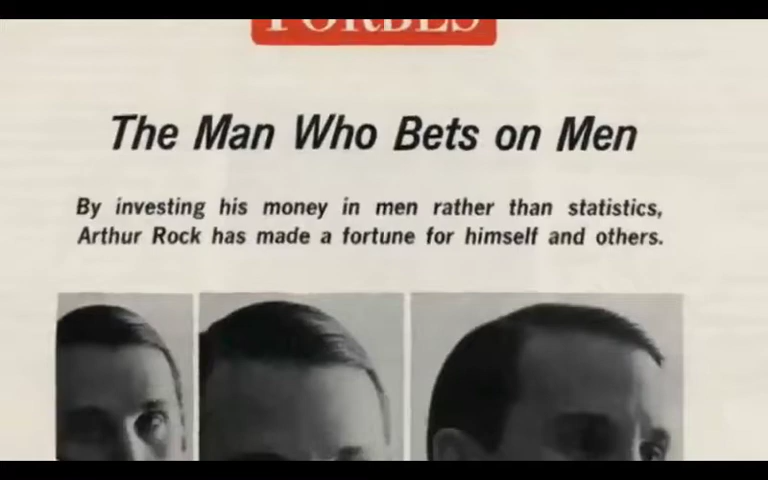 FORBES
The Man Who Bets on Men
By investing his money in men rather than statistics,
Arthur Rock has made a fortune for himself and others.